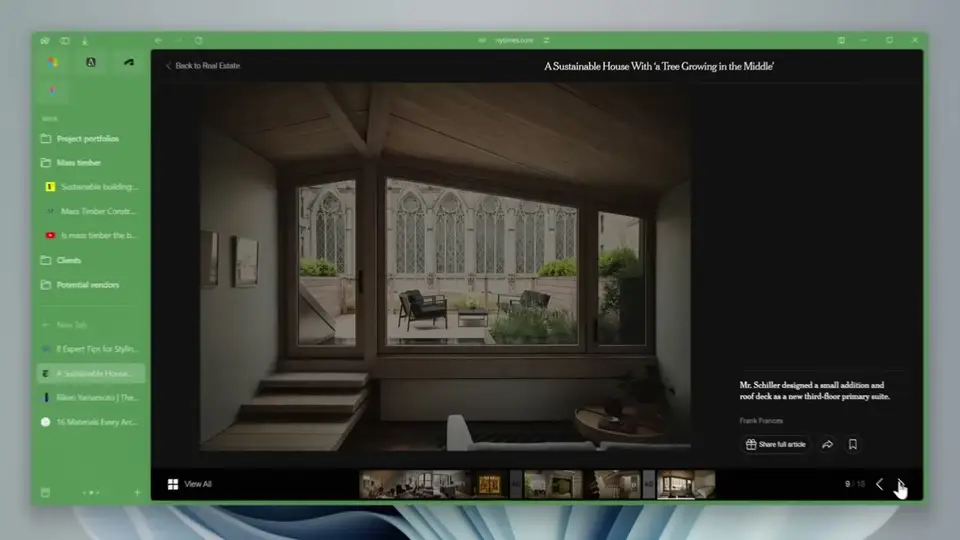 nytimes.com
Back to Real Estate
A Sustainable House With ‘a Tree Growing in the Middle’
Work
Project portfolios
Mass timber
Sustainable building:...
Mass Timber Constr...
Is mass timber the b...
Clients
Potential vendors
New Tab
8 Expert Tips for Stylin...
A Sustainable House...
Riken Yamamoto | The...
16 Materials Every Arc...
Mr. Schiller designed a small addition and
roof deck as a new third-floor primary suite.
Frank Frances
Share full article
View All
9 / 18